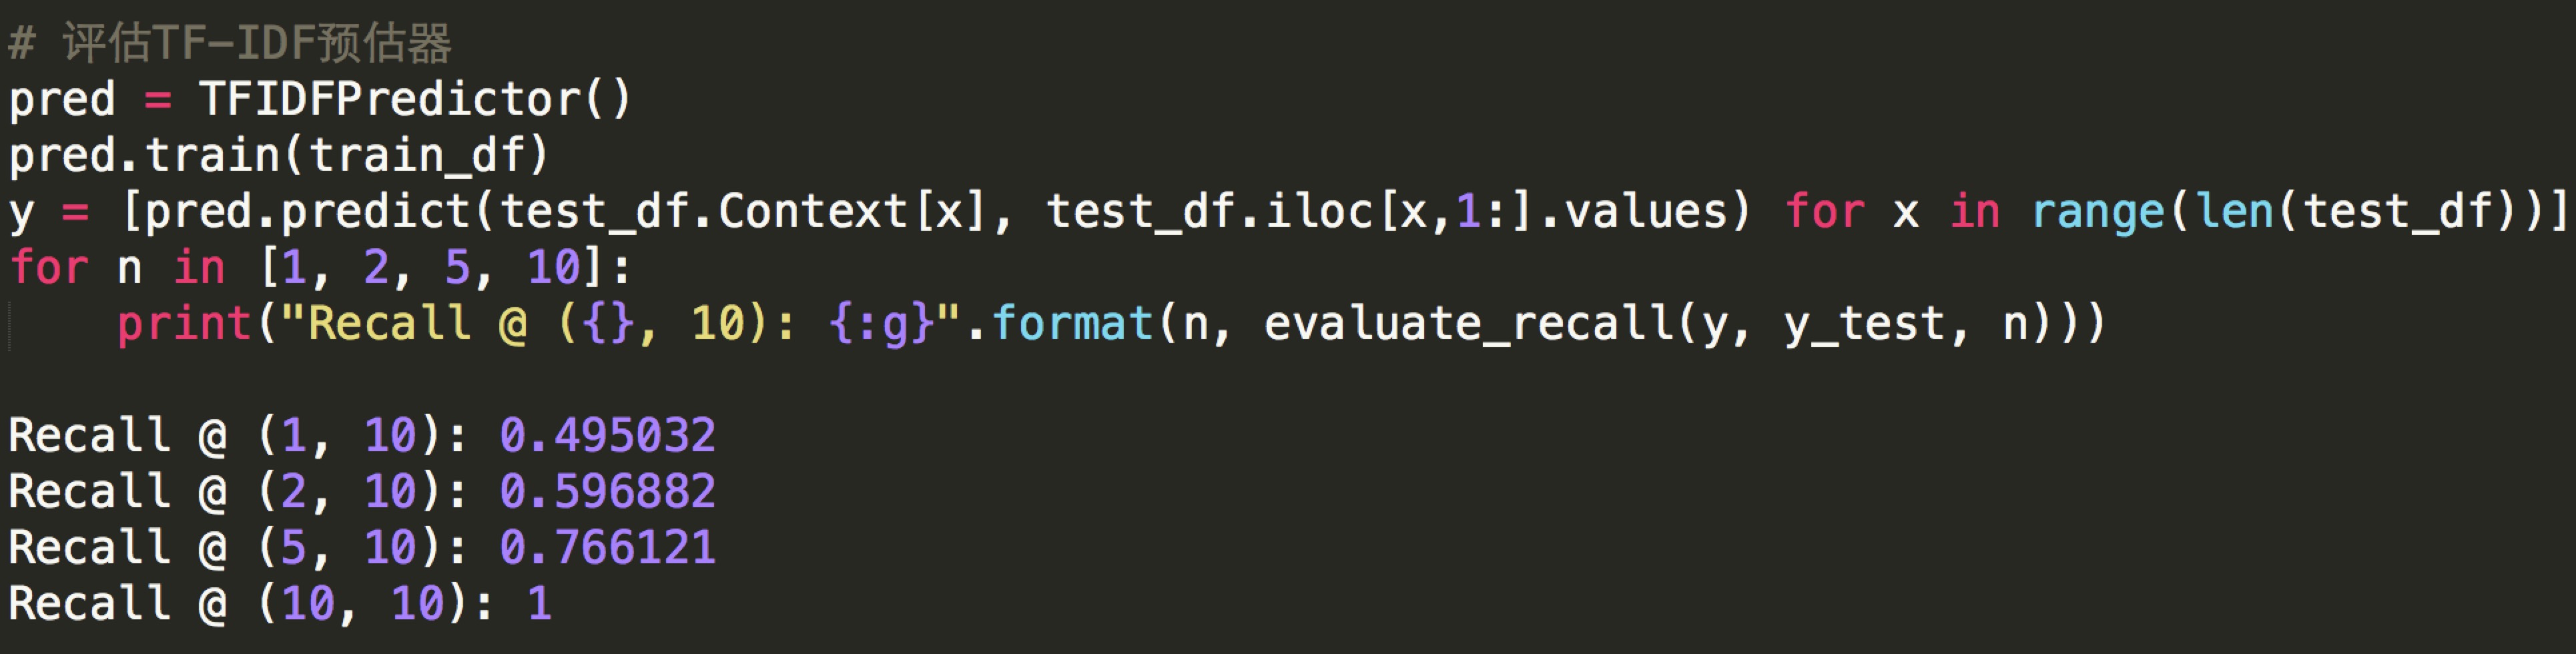 # 评估TF-IDF预估器
pred = TFIDFPredictor()
pred.train(train_df)
y = [pred.predict(test_df.Context[x], test_df.iloc[x,1:].values) for x in range(len(test_df))]
for n in [1, 2, 5, 10]:
    print("Recall @ ({}, 10): {:g}".format(n, evaluate_recall(y, y_test, n)))
Recall @ (1, 10): 0.495032
Recall @ (2, 10): 0.596882
Recall @ (5, 10): 0.766121
Recall @ (10, 10): 1